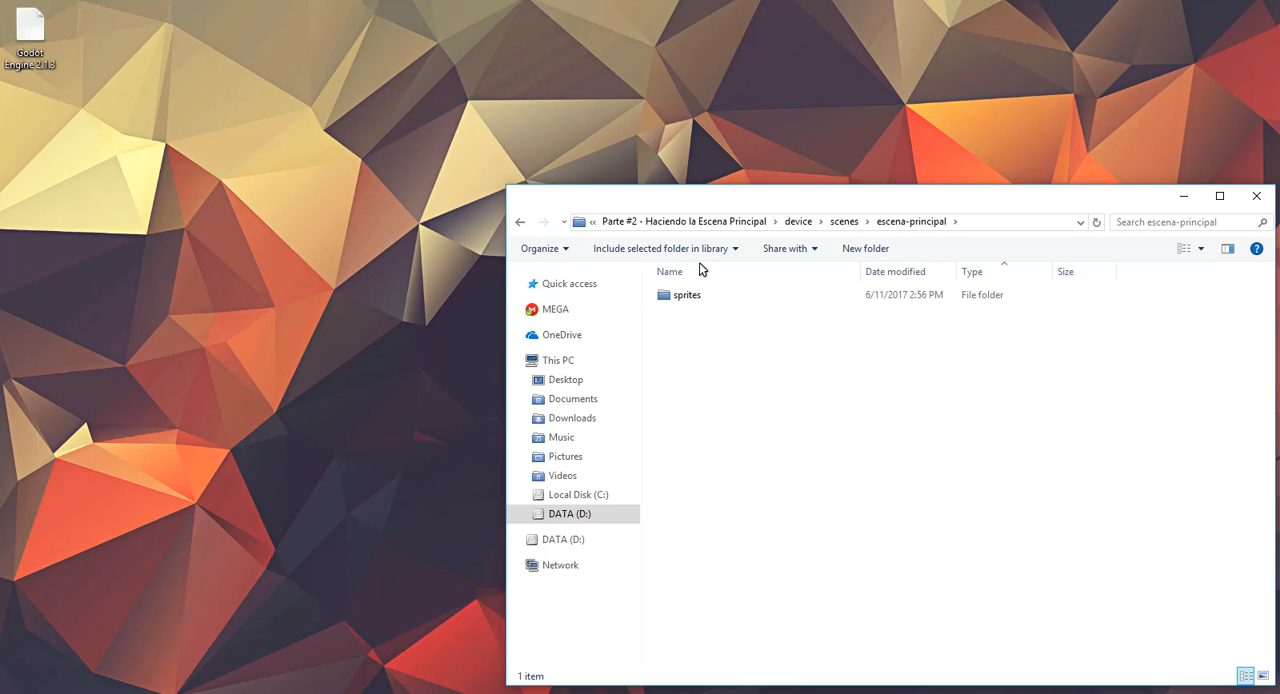 Godot
Engine 2.1.3
« Parte #2 - Haciendo la Escena Principal > device > scenes > escena-principal >
Search escena-principal
Organize
Include selected folder in library
Share with
New folder
Name
Date modified
Type
Size
sprites
6/11/2017 2:56 PM
File folder
Quick access
MEGA
OneDrive
This PC
Desktop
Documents
Downloads
Music
Pictures
Videos
Local Disk (C:)
DATA (D:)
DATA (D:)
Network
1 item